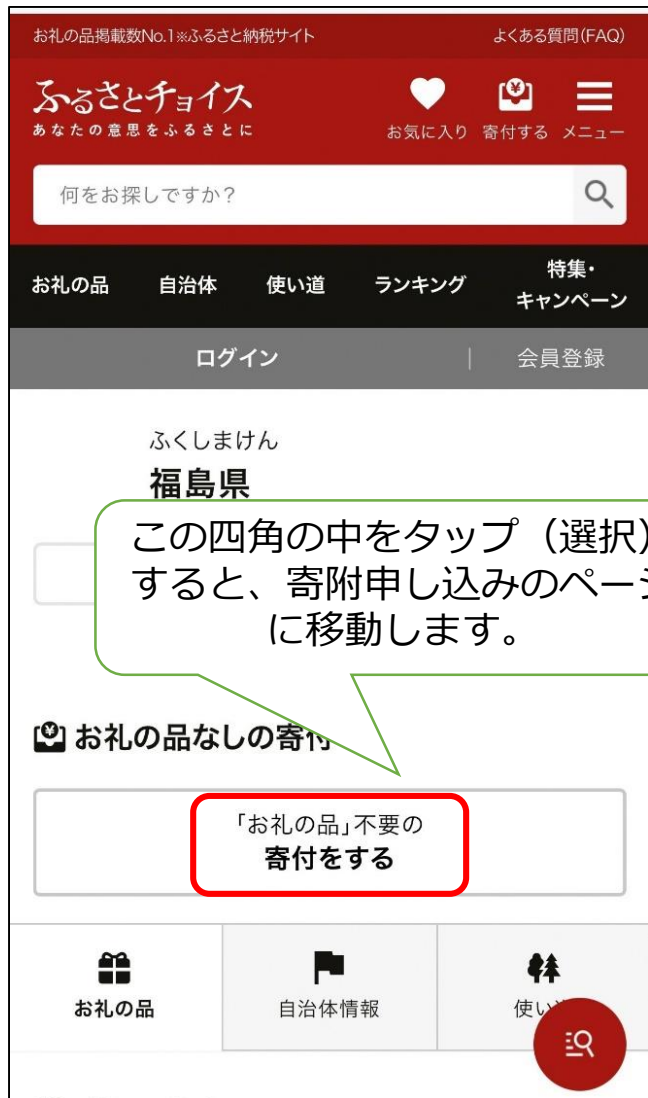 お礼の品掲載数No.1※ふるさと納税サイト
よくある質問(FAQ)
ふるさとチョイス
あなたの意思をふるさとに
お気に入り 寄付する メニュー
何をお探しですか?
お礼の品 自治体 使い道 ランキング 特集・
キャンペーン
ログイン | 会員登録
ふくしまけん
福島県
この四角の中をタップ（選択）
すると、寄附申し込みのページ
に移動します。
お礼の品なしの寄付
「お礼の品」不要の
寄付をする
お礼の品 自治体情報 使い